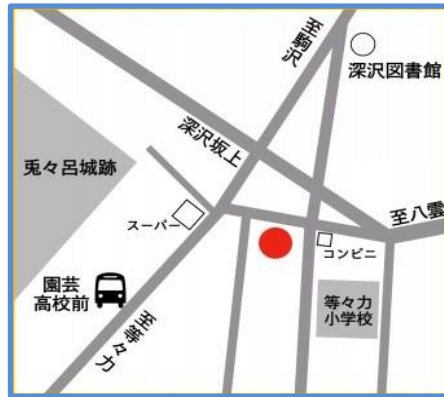 至駒沢
深沢図書館
深沢坂上
兎々呂城跡
至八雲
スーパー
コンビニ
園芸
高校前
至等々力
等々力
小学校